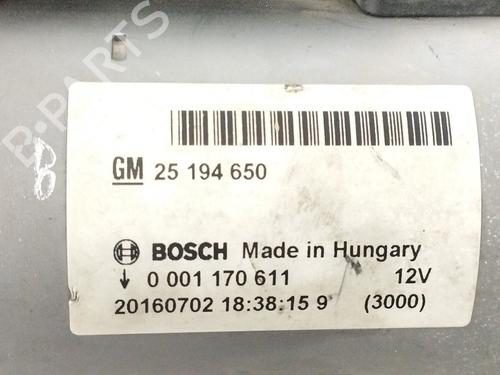 B-PARTS
GM 25 194 650
BOSCH Made in Hungary
0 001 170 611 12V
20160702 18:38:15 9 (3000)